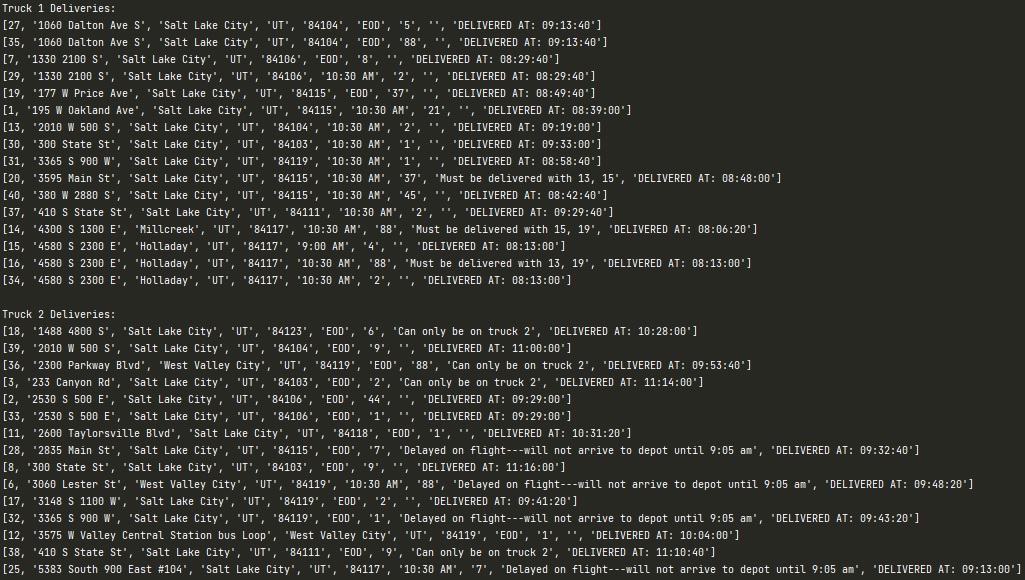 Truck 1 Deliveries:
[27, '1060 Dalton Ave S', 'Salt Lake City', 'UT', '84104', 'EOD', '5', '', 'DELIVERED AT: 09:13:40']
[35, '1060 Dalton Ave S', 'Salt Lake City', 'UT', '84104', 'EOD', '88', '', 'DELIVERED AT: 09:13:40']
[7, '1330 2100 S', 'Salt Lake City', 'UT', '84106', 'EOD', '8', '', 'DELIVERED AT: 08:29:40']
[29, '1330 2100 S', 'Salt Lake City', 'UT', '84106', '10:30 AM', '2', '', 'DELIVERED AT: 08:29:40']
[19, '177 W Price Ave', 'Salt Lake City', 'UT', '84115', 'EOD', '37', '', 'DELIVERED AT: 08:49:40']
[1, '195 W Oakland Ave', 'Salt Lake City', 'UT', '84115', '10:30 AM', '21', '', 'DELIVERED AT: 08:39:00']
[13, '2010 W 500 S', 'Salt Lake City', 'UT', '84104', '10:30 AM', '2', '', 'DELIVERED AT: 09:19:00']
[30, '300 State St', 'Salt Lake City', 'UT', '84103', '10:30 AM', '1', '', 'DELIVERED AT: 09:33:00']
[31, '3365 S 900 W', 'Salt Lake City', 'UT', '84119', '10:30 AM', '1', '', 'DELIVERED AT: 08:58:40']
[20, '3595 Main St', 'Salt Lake City', 'UT', '84115', '10:30 AM', '37', 'Must be delivered with 13, 15', 'DELIVERED AT: 08:48:00']
[40, '380 W 2880 S', 'Salt Lake City', 'UT', '84115', '10:30 AM', '45', '', 'DELIVERED AT: 08:42:40']
[37, '410 S State St', 'Salt Lake City', 'UT', '84111', '10:30 AM', '2', '', 'DELIVERED AT: 09:29:40']
[14, '4300 S 1300 E', 'Millcreek', 'UT', '84117', '10:30 AM', '88', 'Must be delivered with 15, 19', 'DELIVERED AT: 08:06:20']
[15, '4580 S 2300 E', 'Holladay', 'UT', '84117', '9:00 AM', '4', '', 'DELIVERED AT: 08:13:00']
[16, '4580 S 2300 E', 'Holladay', 'UT', '84117', '10:30 AM', '88', 'Must be delivered with 13, 19', 'DELIVERED AT: 08:13:00']
[34, '4580 S 2300 E', 'Holladay', 'UT', '84117', '10:30 AM', '2', '', 'DELIVERED AT: 08:13:00']
Truck 2 Deliveries:
[18, '1488 4800 S', 'Salt Lake City', 'UT', '84123', 'EOD', '6', 'Can only be on truck 2', 'DELIVERED AT: 10:28:00']
[39, '2010 W 500 S', 'Salt Lake City', 'UT', '84104', 'EOD', '9', '', 'DELIVERED AT: 11:00:00']
[36, '2300 Parkway Blvd', 'West Valley City', 'UT', '84119', 'EOD', '88', 'Can only be on truck 2', 'DELIVERED AT: 09:53:40']
[3, '233 Canyon Rd', 'Salt Lake City', 'UT', '84103', 'EOD', '2', 'Can only be on truck 2', 'DELIVERED AT: 11:14:00']
[2, '2530 S 500 E', 'Salt Lake City', 'UT', '84106', 'EOD', '44', '', 'DELIVERED AT: 09:29:00']
[33, '2530 S 500 E', 'Salt Lake City', 'UT', '84106', 'EOD', '1', '', 'DELIVERED AT: 09:29:00']
[11, '2600 Taylorsville Blvd', 'Salt Lake City', 'UT', '84118', 'EOD', '1', '', 'DELIVERED AT: 10:31:20']
[28, '2835 Main St', 'Salt Lake City', 'UT', '84115', 'EOD', '7', 'Delayed on flight---will not arrive to depot until 9:05 am', 'DELIVERED AT: 09:32:40']
[8, '300 State St', 'Salt Lake City', 'UT', '84103', 'EOD', '9', '', 'DELIVERED AT: 11:16:00']
[6, '3060 Lester St', 'West Valley City', 'UT', '84119', '10:30 AM', '88', 'Delayed on flight---will not arrive to depot until 9:05 am', 'DELIVERED AT: 09:48:20']
[17, '3148 S 1100 W', 'Salt Lake City', 'UT', '84119', 'EOD', '2', '', 'DELIVERED AT: 09:41:20']
[32, '3365 S 900 W', 'Salt Lake City', 'UT', '84119', 'EOD', '1', 'Delayed on flight---will not arrive to depot until 9:05 am', 'DELIVERED AT: 09:43:20']
[12, '3575 W Valley Central Station bus Loop', 'West Valley City', 'UT', '84119', 'EOD', '1', '', 'DELIVERED AT: 10:04:00']
[38, '410 S State St', 'Salt Lake City', 'UT', '84111', 'EOD', '9', 'Can only be on truck 2', 'DELIVERED AT: 11:10:40']
[25, '5383 South 900 East #104', 'Salt Lake City', 'UT', '84117', '10:30 AM', '7', 'Delayed on flight---will not arrive to depot until 9:05 am', 'DELIVERED AT: 09:13:00']